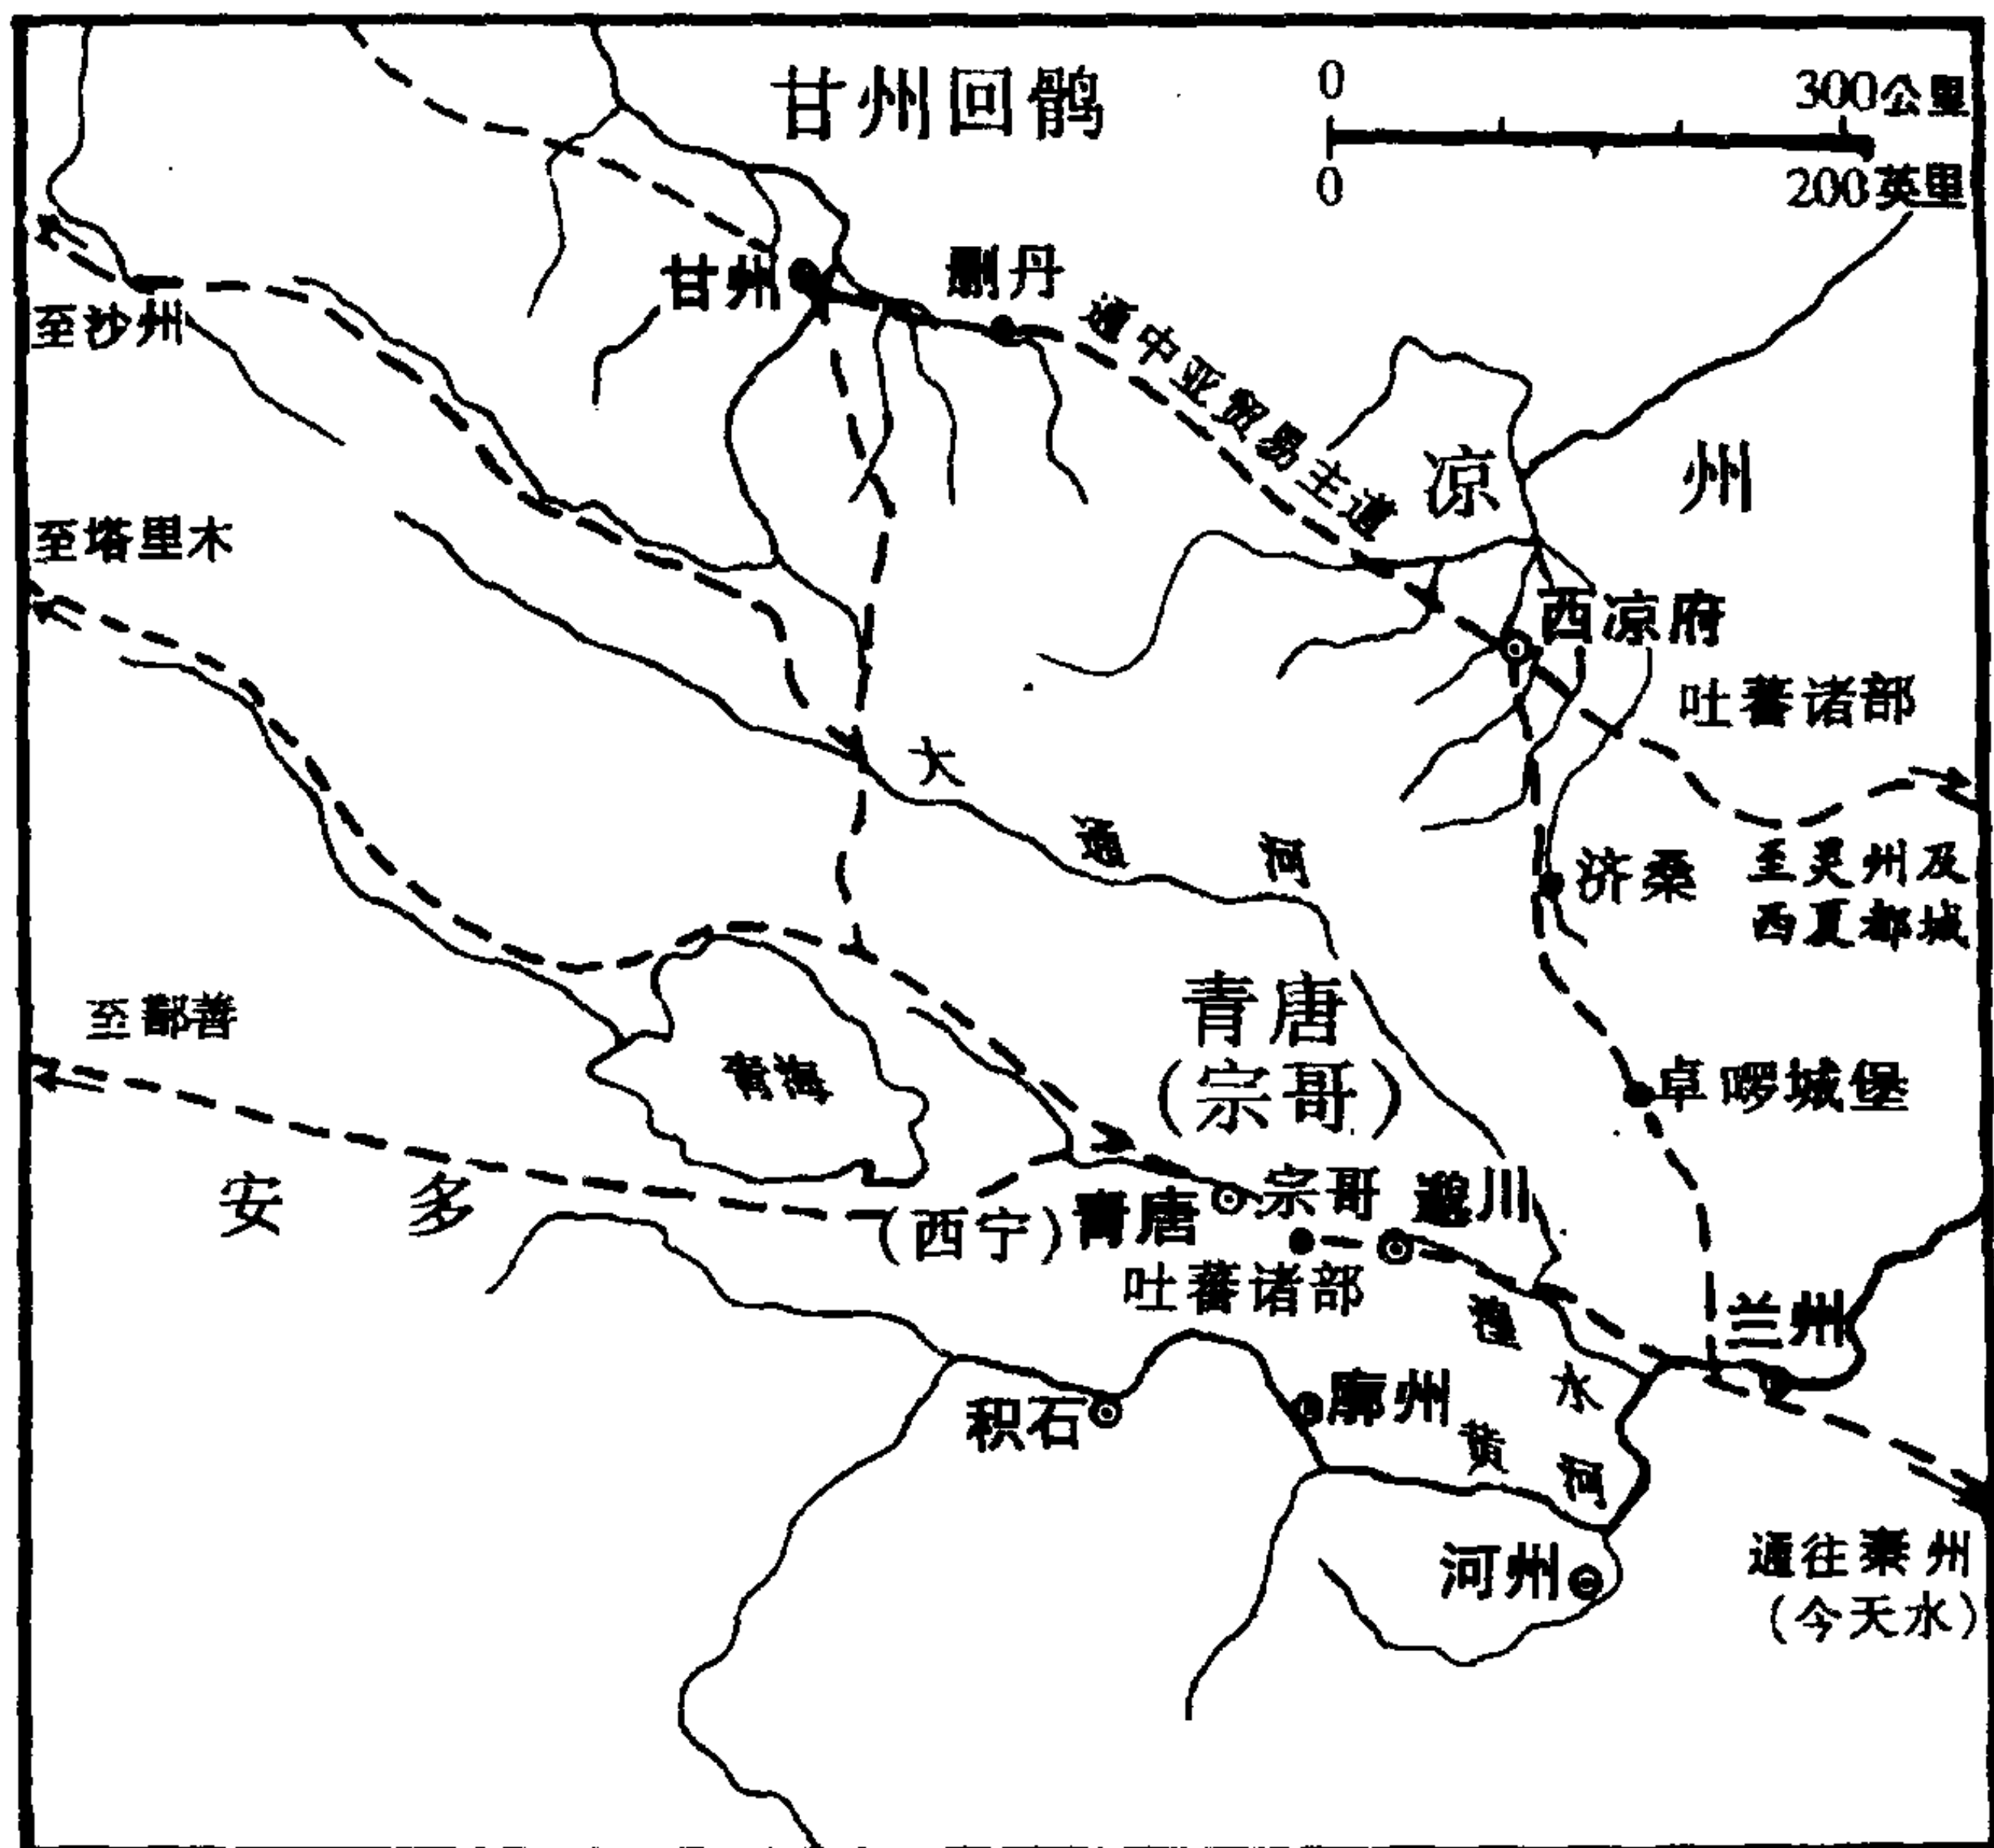 甘州回鹘
0
300公里
0
200英里
甘州
删丹
通中亚贸易主道
至沙州
凉州
至塔里木
西凉府
吐蕃诸部
大通河
济桑
至灵州及
西夏都城
青唐
(宗哥)
至鄯善
青海
卓啰城堡
安多
(西宁)青唐
宗哥
邈川
吐蕃诸部
湟水
兰州
积石
廓州
黄河
河州
通往秦州
(今天水)